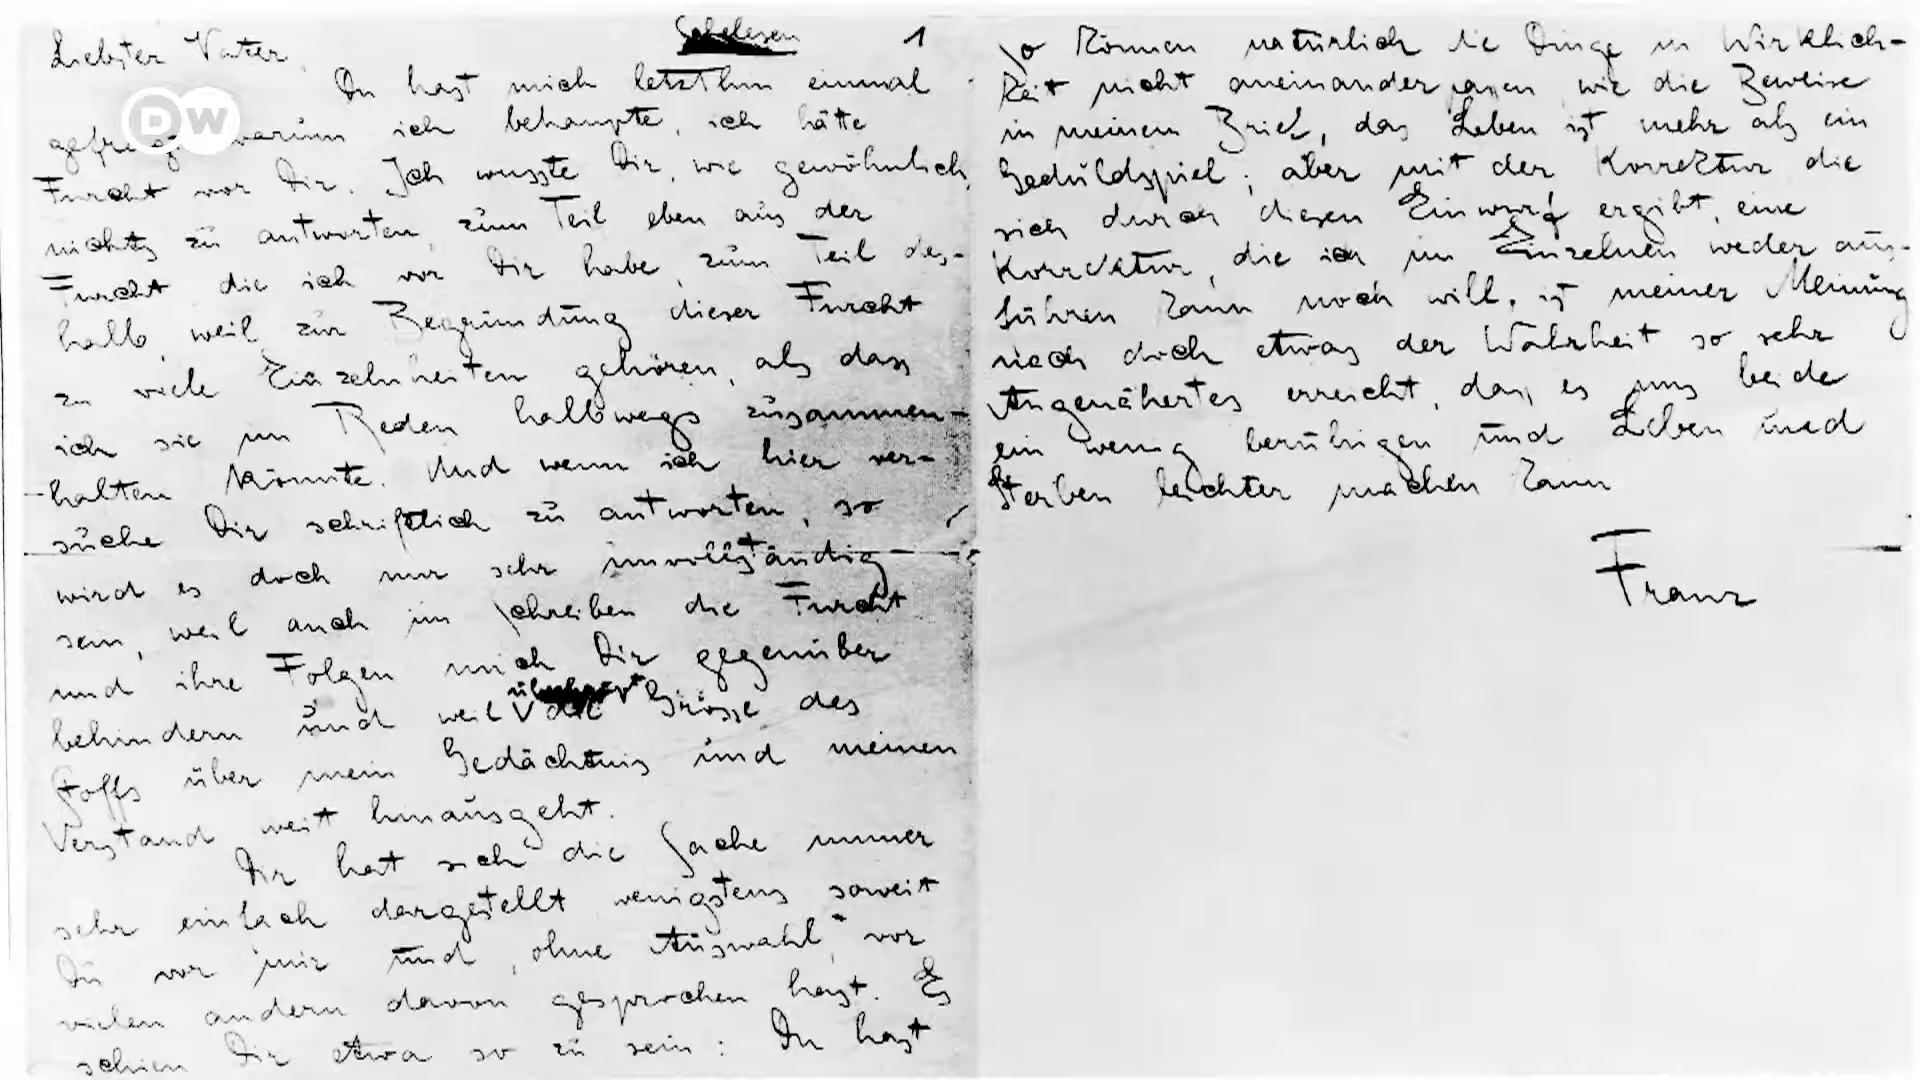 Liebster Vater,
Schelesen
1
Du hast mich letzthin einmal
DW
gefragt warum ich behaupte, ich hätte
Furcht vor Dir. Ich wusste Dir, wie gewöhnlich,
nichts zu antworten, zum Teil eben aus der
Furcht die ich vor Dir habe, zum Teil des-
halb, weil zur Begründung dieser Furcht
zu viele Einzelnheiten gehören, als dass
ich sie im Reden halbwegs zusammen-
halten könnte. Und wenn ich hier ver-
suche Dir schriftlich zu antworten, so
wird es doch nur sehr unvollständig
sein, weil auch im Schreiben die Furcht
und ihre Folgen mich Dir gegenüber
behindern und weil die Grösse des
Stoffs über mein Gedächtnis und meinen
Verstand weit hinausgeht.
Dir hat sich die Sache immer
sehr einfach dargestellt wenigstens soweit
Du vor mir und, ohne Auswahl, vor
vielen andern davon gesprochen hast. Es
schien Dir etwa so zu sein: Du hast
So können natürlich die Dinge in Wirklich-
keit nicht aneinanderpassen, wie die Beweise
in meinem Brief, das Leben ist mehr als ein
Geduldspiel; aber mit der Korrektur die
sich durch diesen Einwurf ergibt, eine
Korrektur, die ich im Einzelnen weder aus-
führen kann noch will, ist meiner Meinung
nach doch etwas der Wahrheit so sehr
Angenähertes erreicht, dass es uns beide
ein wenig beruhigen und Leben und
Sterben leichter machen kann
Franz